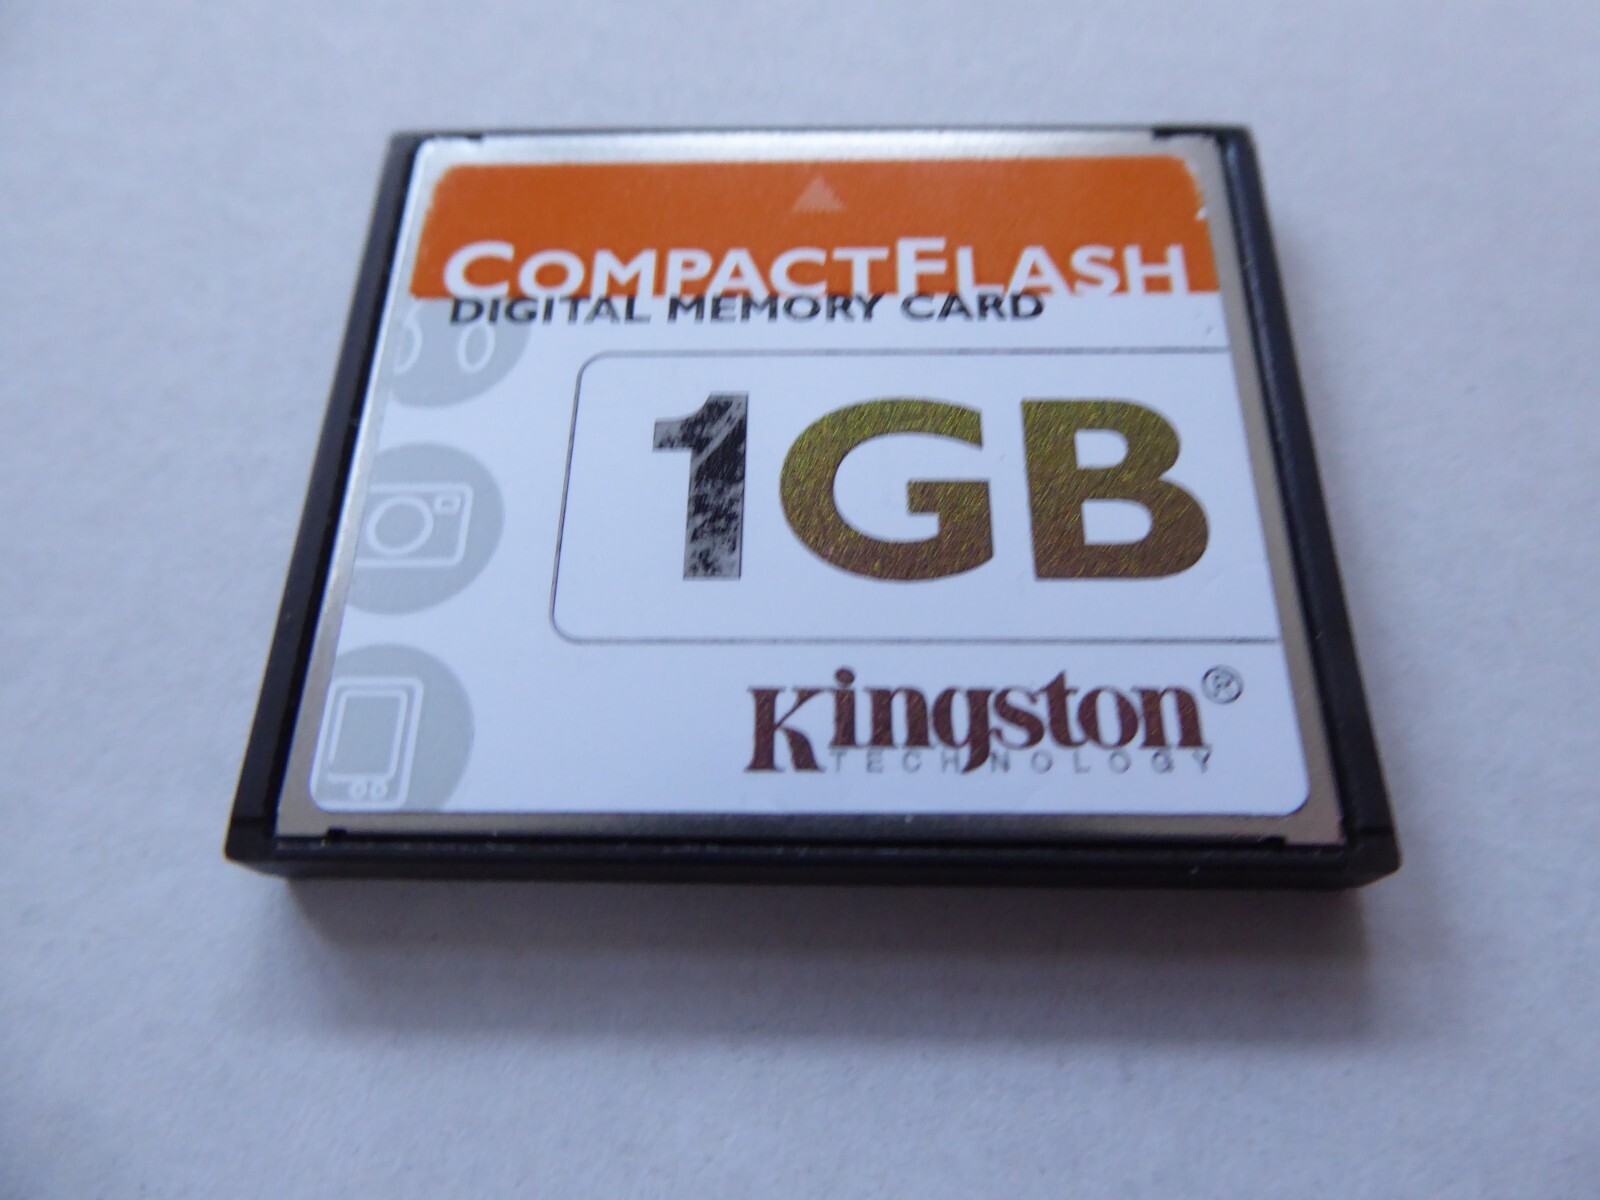 COMPACTFLASH
DIGITAL MEMORY CARD
1GB
Kingston®
TECHNOLOGY